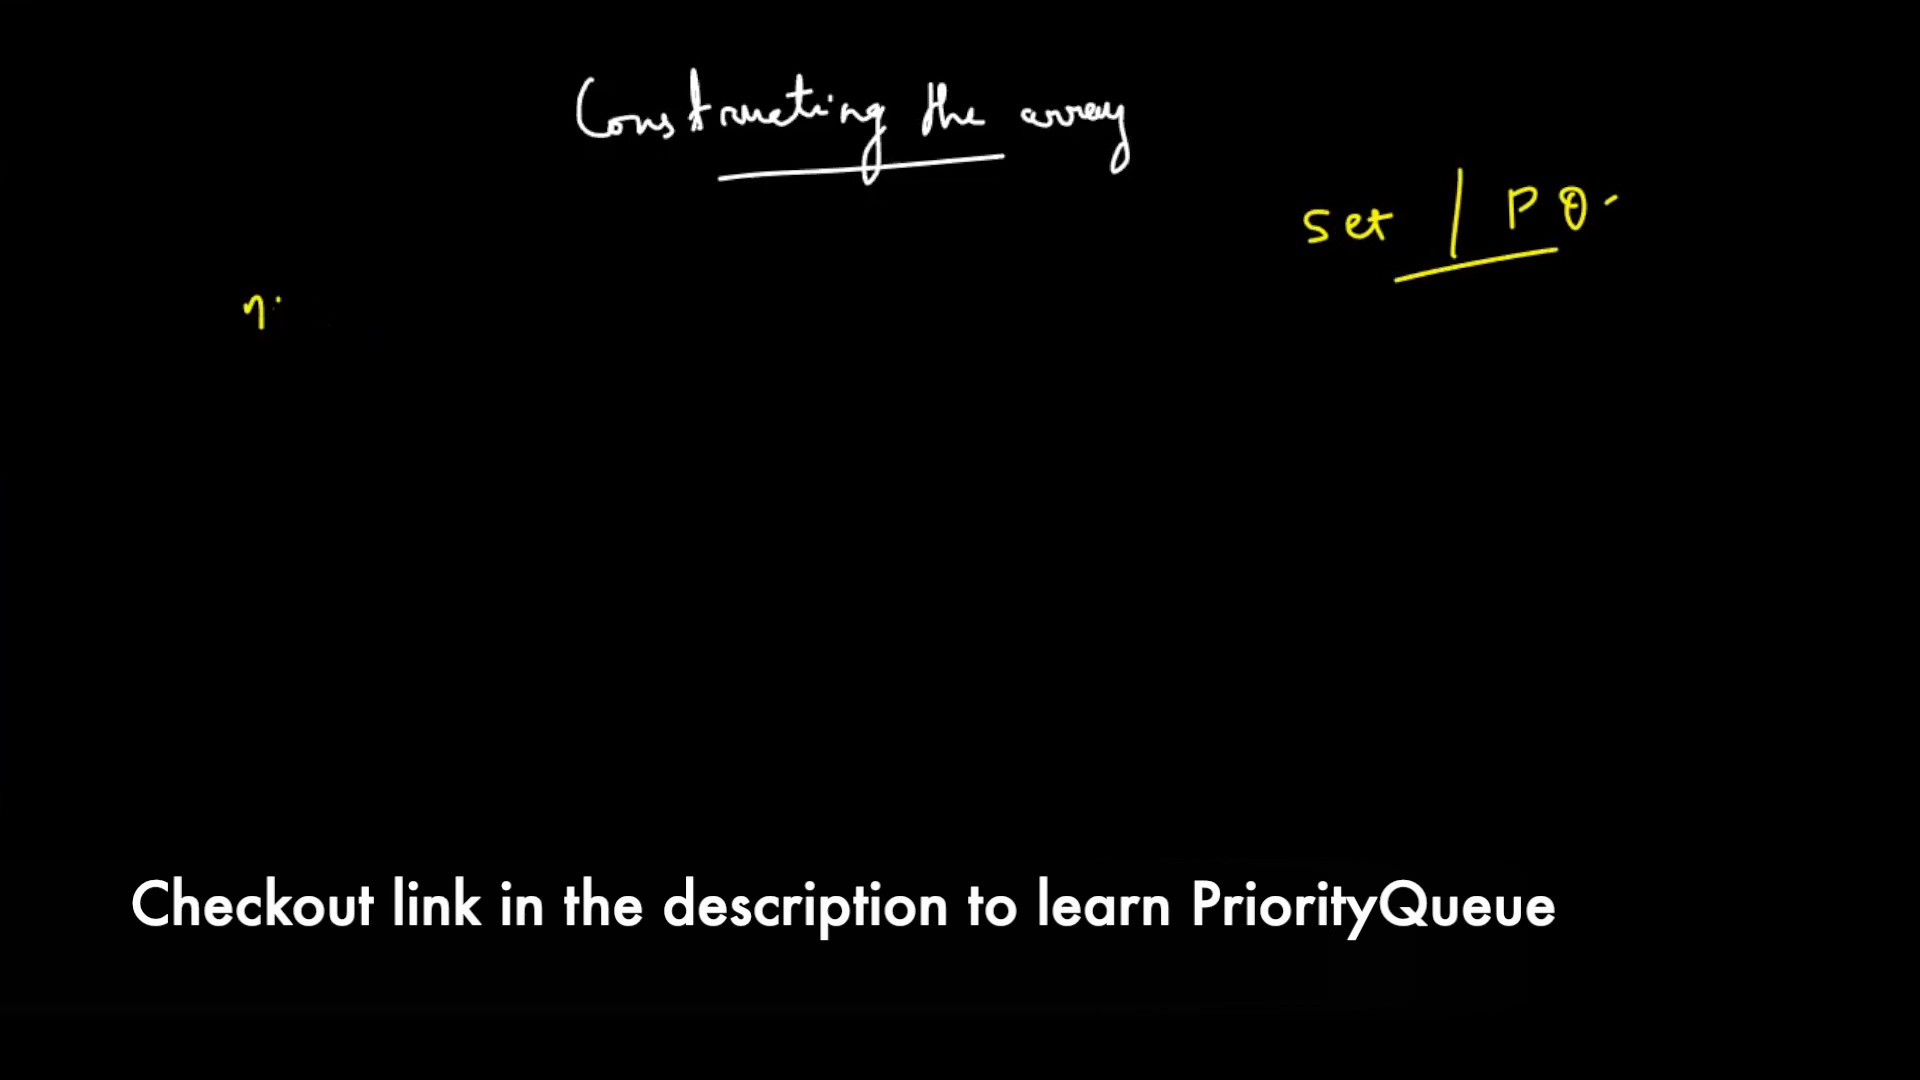 Constructing the array
Set | PQ.
n:
Checkout link in the description to learn PriorityQueue